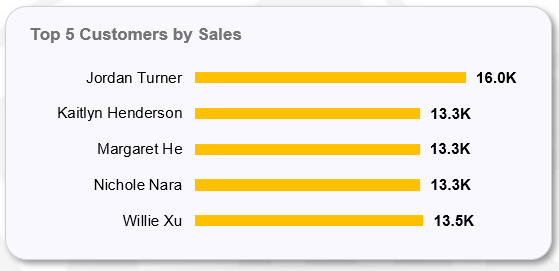 Top 5 Customers by Sales
Jordan Turner 16.0K
Kaitlyn Henderson 13.3K
Margaret He 13.3K
Nichole Nara 13.3K
Willie Xu 13.5K